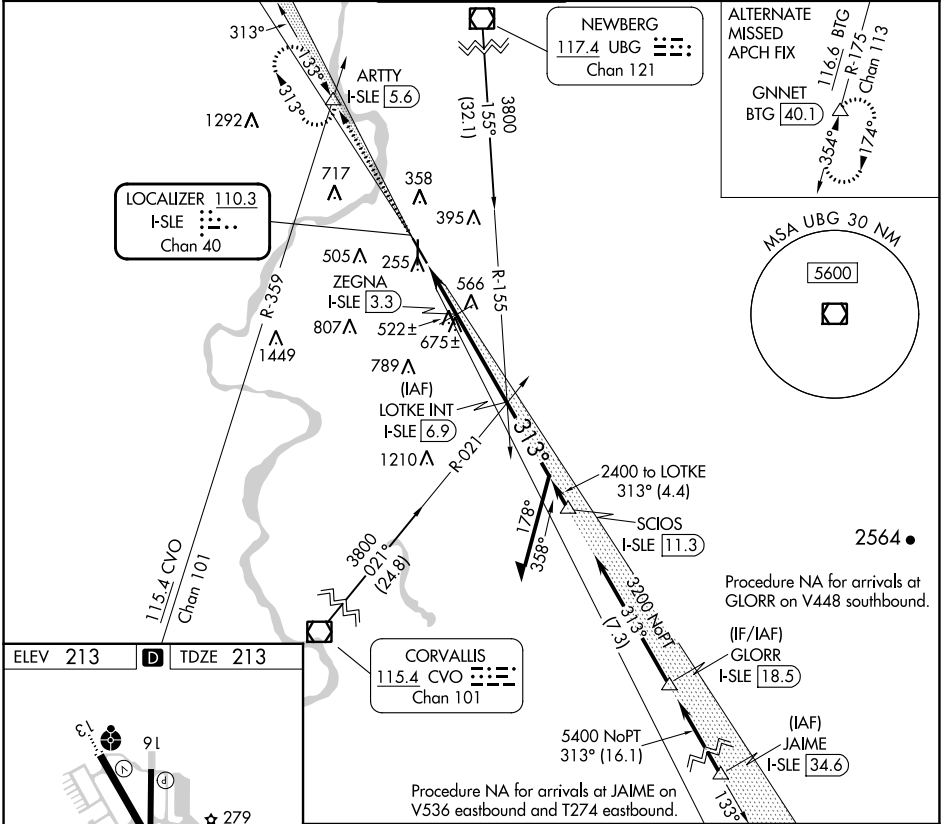 313°
133°
313°
ARTTY
I-SLE 5.6
1292
717
358
395
LOCALIZER 110.3
I-SLE
Chan 40
505
255
ZEGNA
I-SLE 3.3
566
807
522±
675±
1449
789
(IAF)
LOTKE INT
I-SLE 6.9
1210
R-359
R-021
R-155
3800
155°
(32.1)
NEWBERG
117.4 UBG
Chan 121
ALTERNATE
MISSED
APCH FIX
116.6 BTG
R-175
Chan 113
GNNET
BTG 40.1
354°
174°
MSA UBG 30 NM
5600
313°
2400 to LOTKE
313° (4.4)
SCIOS
I-SLE 11.3
178°
358°
2564
3800
021°
(24.8)
115.4 CVO
Chan 101
Procedure NA for arrivals at
GLORR on V448 southbound.
3200 NoPT
313°
(7.3)
(IF/IAF)
GLORR
I-SLE 18.5
CORVALLIS
115.4 CVO
Chan 101
5400 NoPT
313° (16.1)
(IAF)
JAIME
I-SLE 34.6
133°
Procedure NA for arrivals at JAIME on
V536 eastbound and T274 eastbound.
ELEV 213 D TDZE 213
13
16
V
P
279